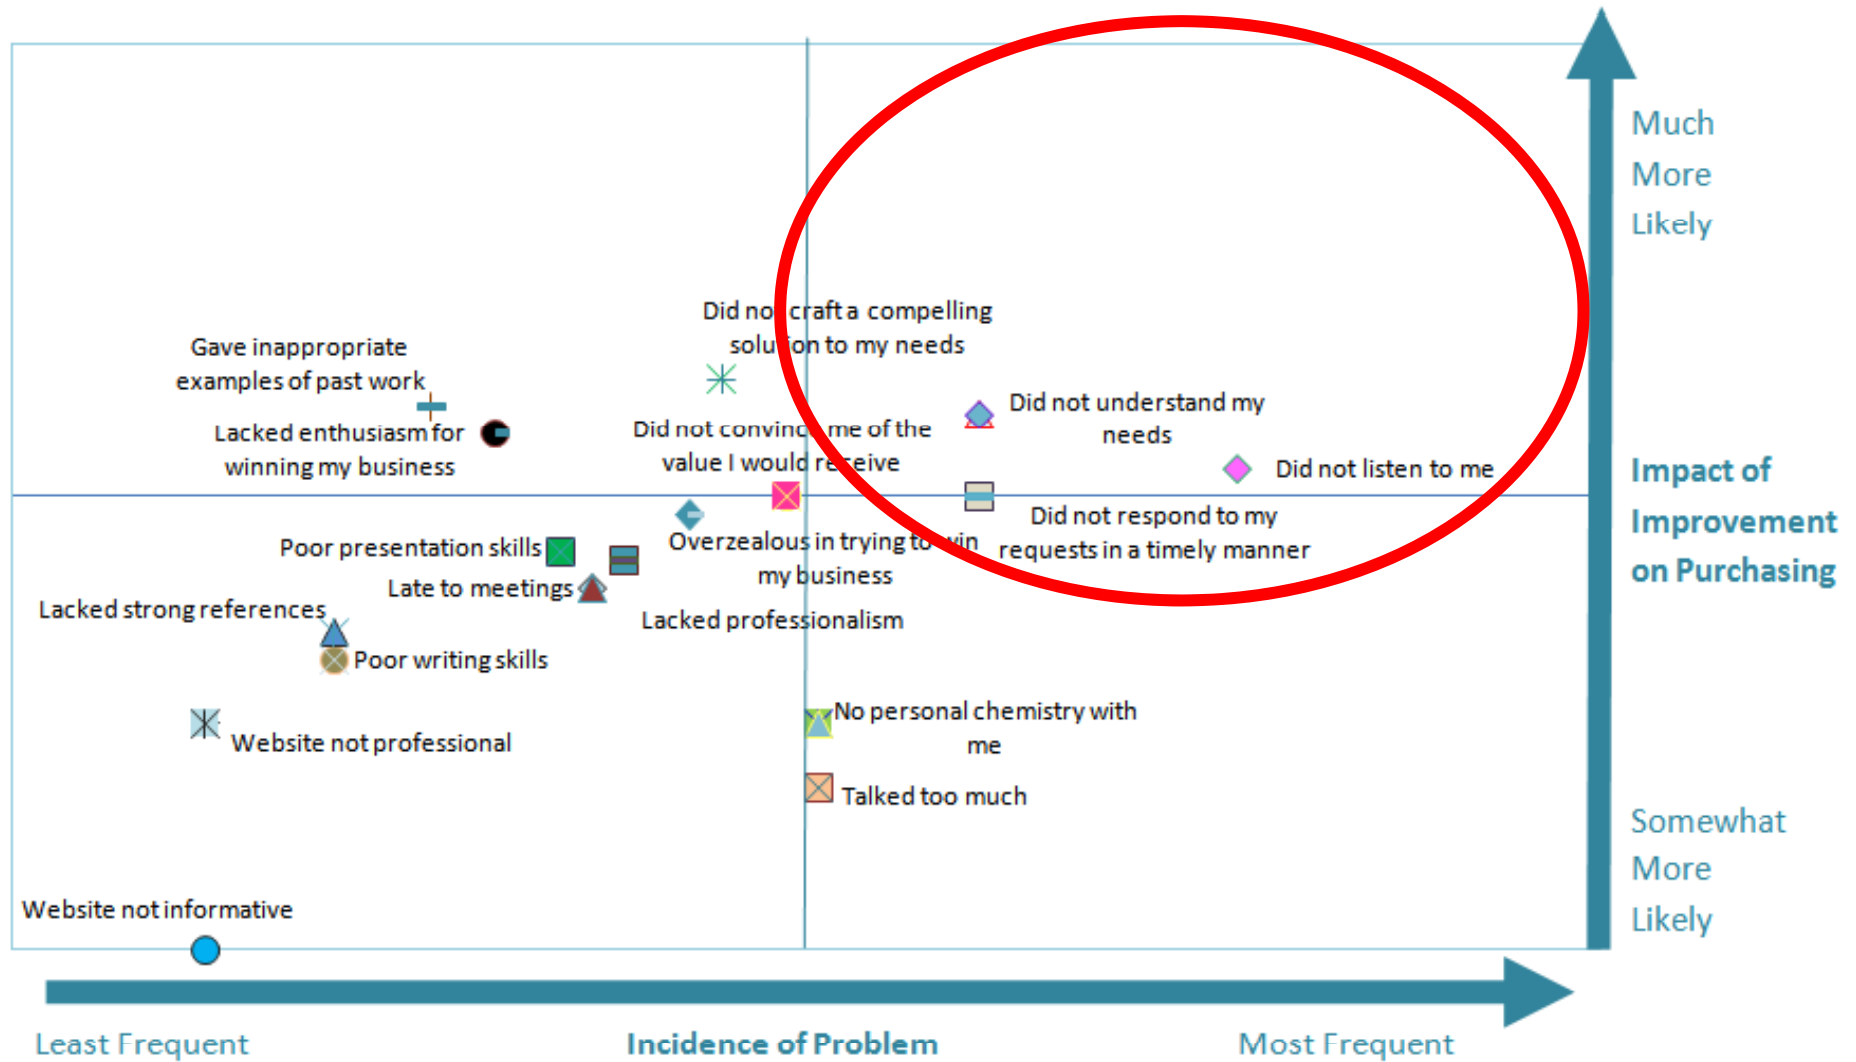 Much
More
Likely
Did not craft a compelling
solution to my needs
Gave inappropriate
examples of past work
Did not understand my
needs
Lacked enthusiasm for
winning my business
Did not convince me of the
value I would receive
Did not listen to me
Impact of
Improvement
on Purchasing
Did not respond to my
requests in a timely manner
Overzealous in trying to win
my business
Poor presentation skills
Late to meetings
Lacked strong references
Lacked professionalism
Poor writing skills
No personal chemistry with
me
Website not professional
Talked too much
Somewhat
More
Likely
Website not informative
Least Frequent
Incidence of Problem
Most Frequent